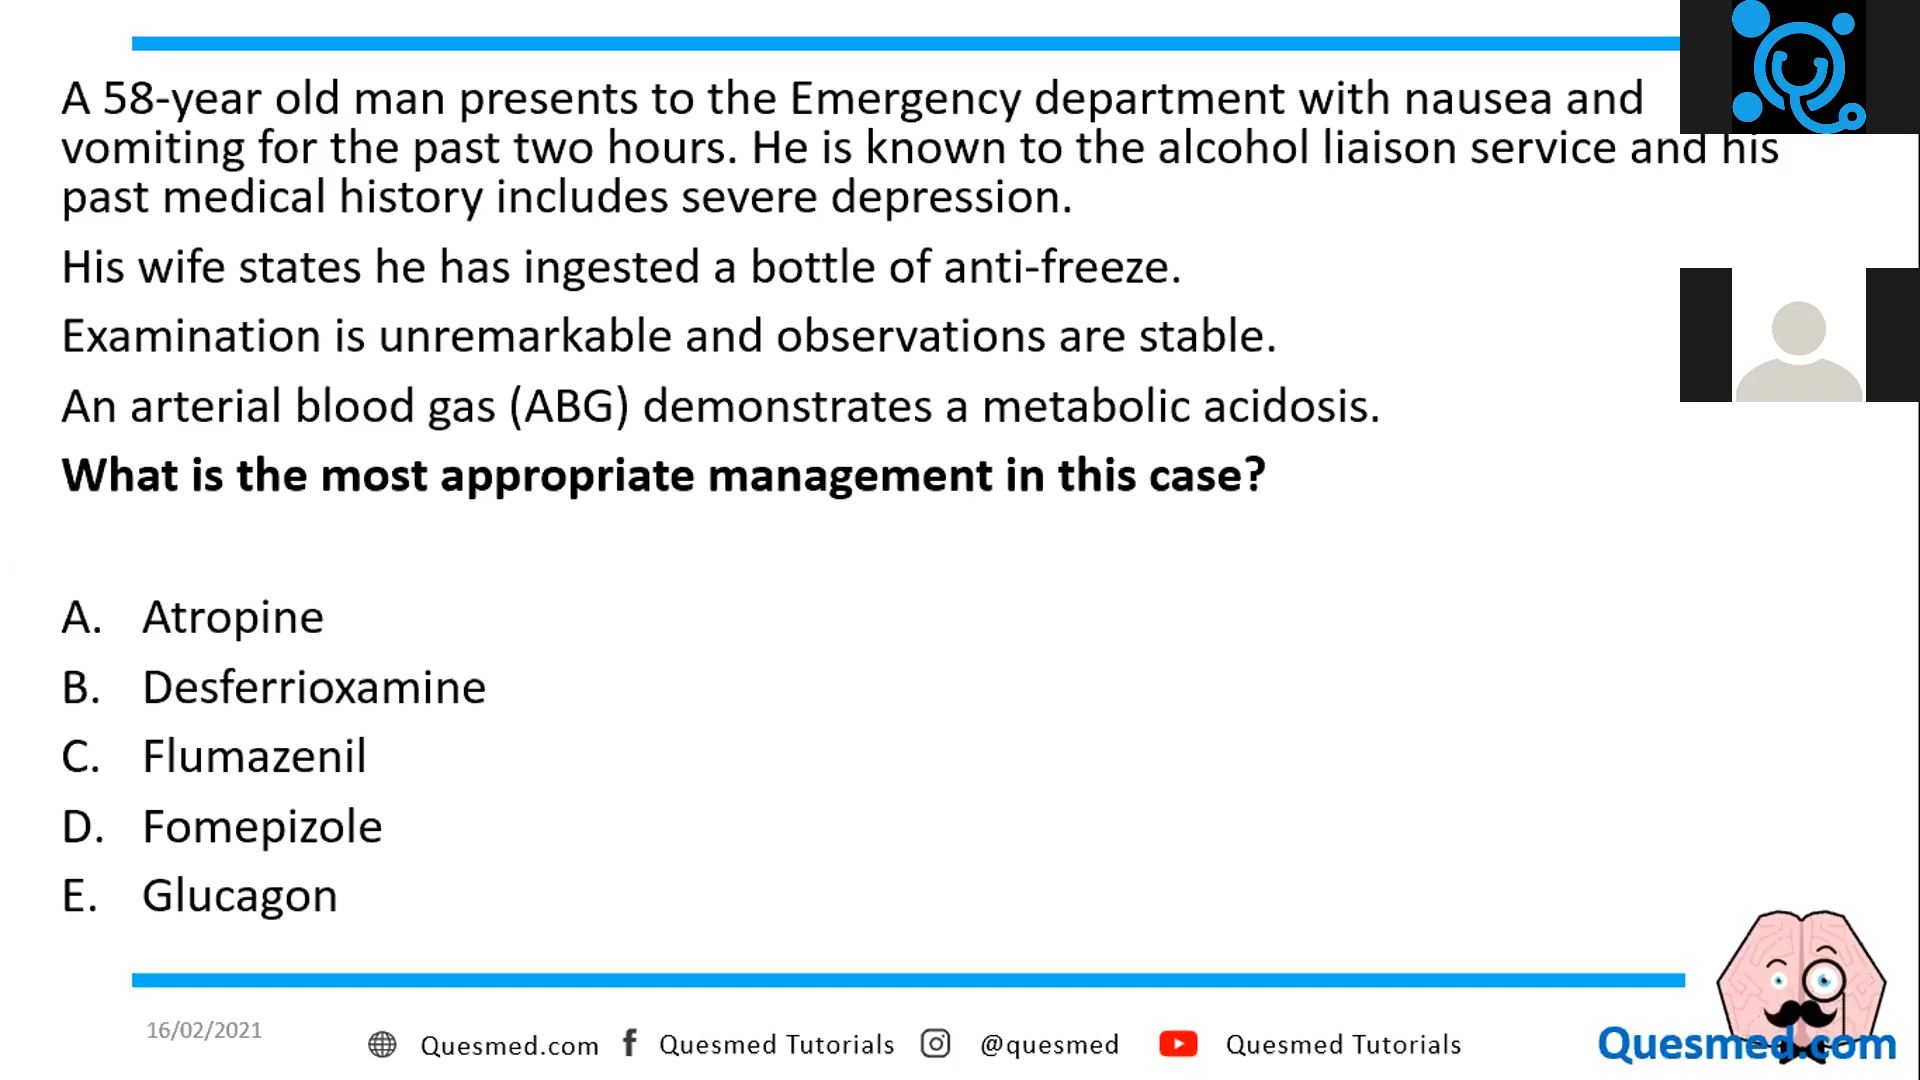 A 58-year old man presents to the Emergency department with nausea and
vomiting for the past two hours. He is known to the alcohol liaison service and his
past medical history includes severe depression.
His wife states he has ingested a bottle of anti-freeze.
Examination is unremarkable and observations are stable.
An arterial blood gas (ABG) demonstrates a metabolic acidosis.
What is the most appropriate management in this case?
A. Atropine
B. Desferrioxamine
C. Flumazenil
D. Fomepizole
E. Glucagon
16/02/2021
Quesmed.com f Quesmed Tutorials @quesmed Quesmed Tutorials
Quesmed.com